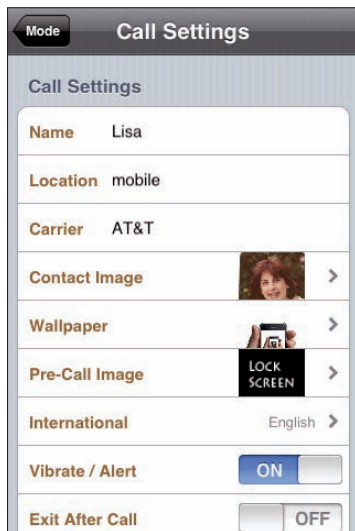 Mode Call Settings
Call Settings
Name Lisa
Location mobile
Carrier AT&T
Contact Image
Wallpaper
Pre-Call Image LOCK SCREEN
International English
Vibrate / Alert ON
Exit After Call OFF